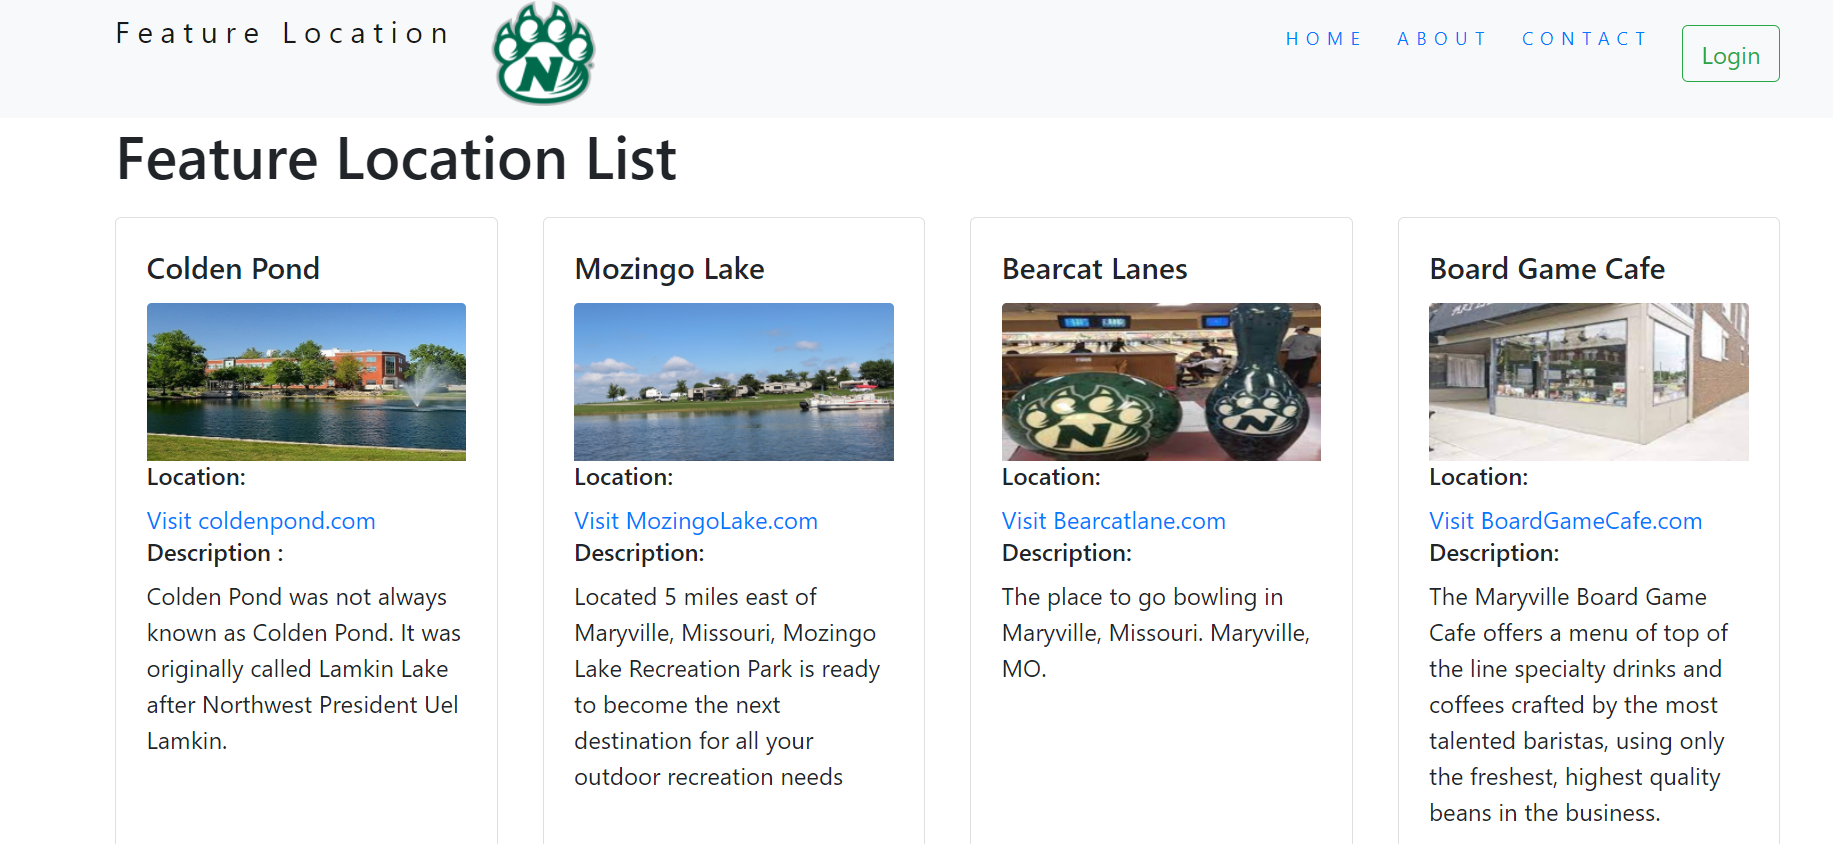 Feature Location
N
HOME
ABOUT
CONTACT
Login
Feature Location List
Colden Pond
Location:
Visit coldenpond.com
Description :
Colden Pond was not always
known as Colden Pond. It was
originally called Lamkin Lake
after Northwest President Uel
Lamkin.
Mozingo Lake
Location:
Visit MozingoLake.com
Description:
Located 5 miles east of
Maryville, Missouri, Mozingo
Lake Recreation Park is ready
to become the next
destination for all your
outdoor recreation needs
Bearcat Lanes
N
N
Location:
Visit Bearcatlane.com
Description:
The place to go bowling in
Maryville, Missouri. Maryville,
MO.
Board Game Cafe
Location:
Visit BoardGameCafe.com
Description:
The Maryville Board Game
Cafe offers a menu of top of
the line specialty drinks and
coffees crafted by the most
talented baristas, using only
the freshest, highest quality
beans in the business.